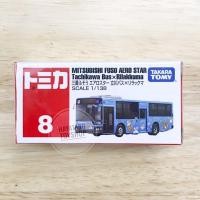 トミカ
TAKARA
TOMY
8
MITSUBISHI FUSO AERO STAR
Tachikawa Bus×Rilakkuma
三菱ふそう エアロスター 立川バス×リラックマ
SCALE 1/138